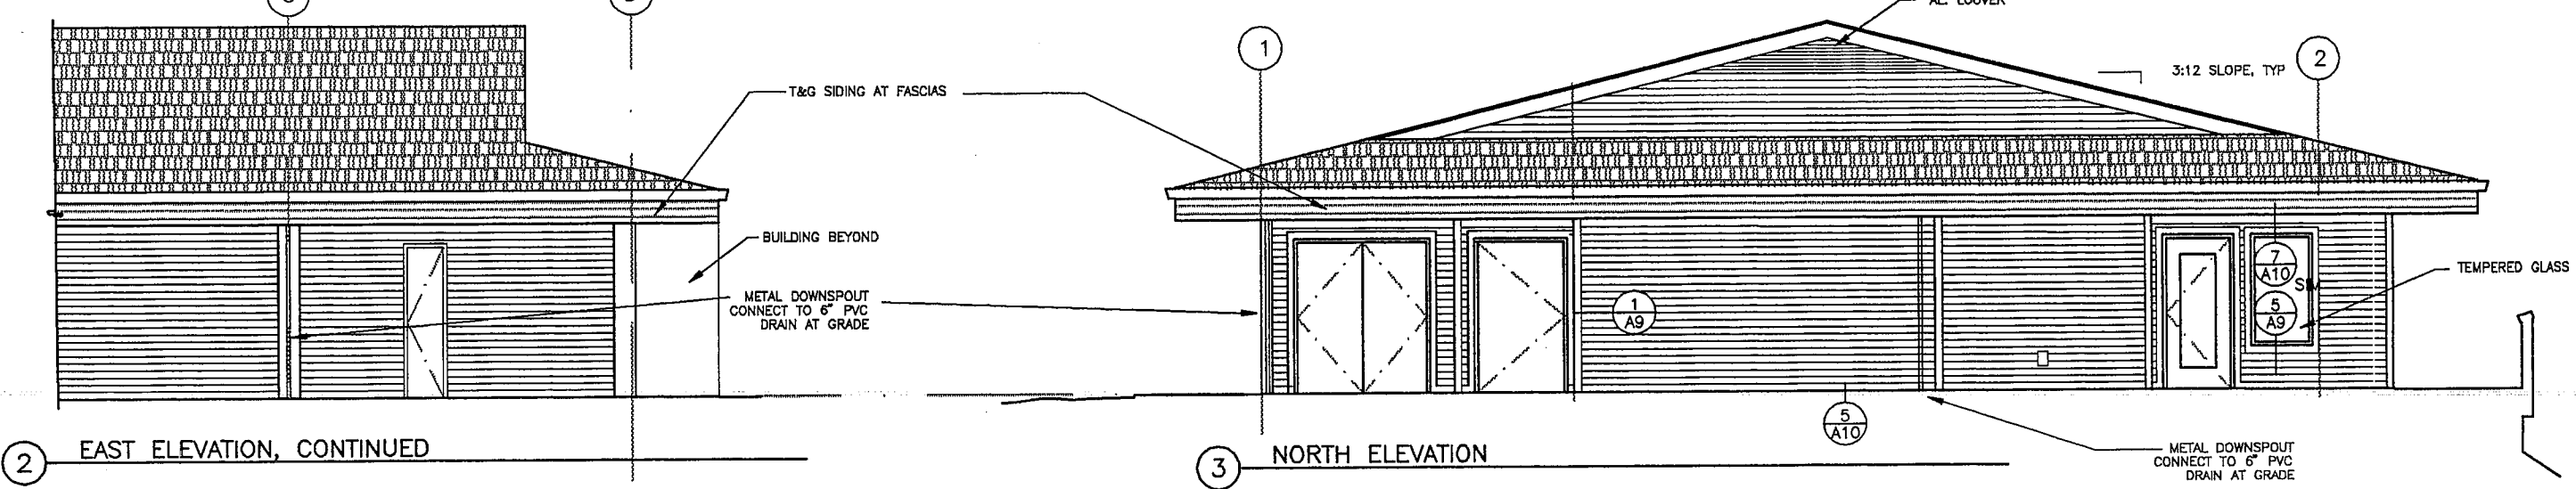 AL. LOUVER
1
2
3:12 SLOPE, TYP
T&G SIDING AT FASCIAS
BUILDING BEYOND
METAL DOWNSPOUT
CONNECT TO 6" PVC
DRAIN AT GRADE
7
A10
SIM
5
A9
TEMPERED GLASS
1
A9
5
A10
2
EAST ELEVATION, CONTINUED
3
NORTH ELEVATION
METAL DOWNSPOUT
CONNECT TO 6" PVC
DRAIN AT GRADE